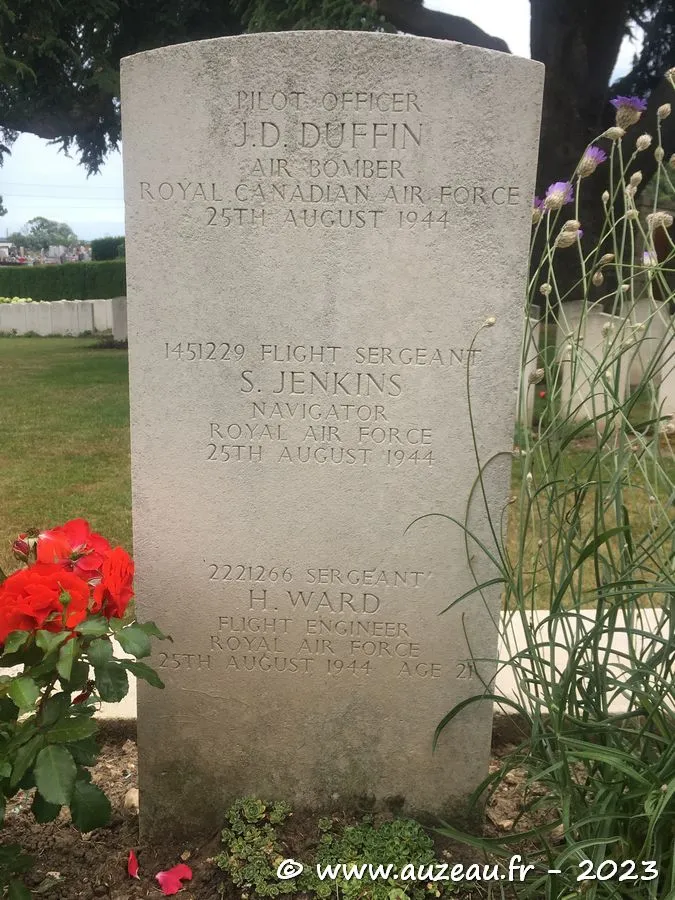 PILOT OFFICER
J.D. DUFFIN
AIR BOMBER
ROYAL CANADIAN AIR FORCE
25TH AUGUST 1944
1451229 FLIGHT SERGEANT
S. JENKINS
NAVIGATOR
ROYAL AIR FORCE
25TH AUGUST 1944
2221266 SERGEANT
H. WARD
FLIGHT ENGINEER
ROYAL AIR FORCE
25TH AUGUST 1944 AGE 21
© www.auzeau.fr - 2023